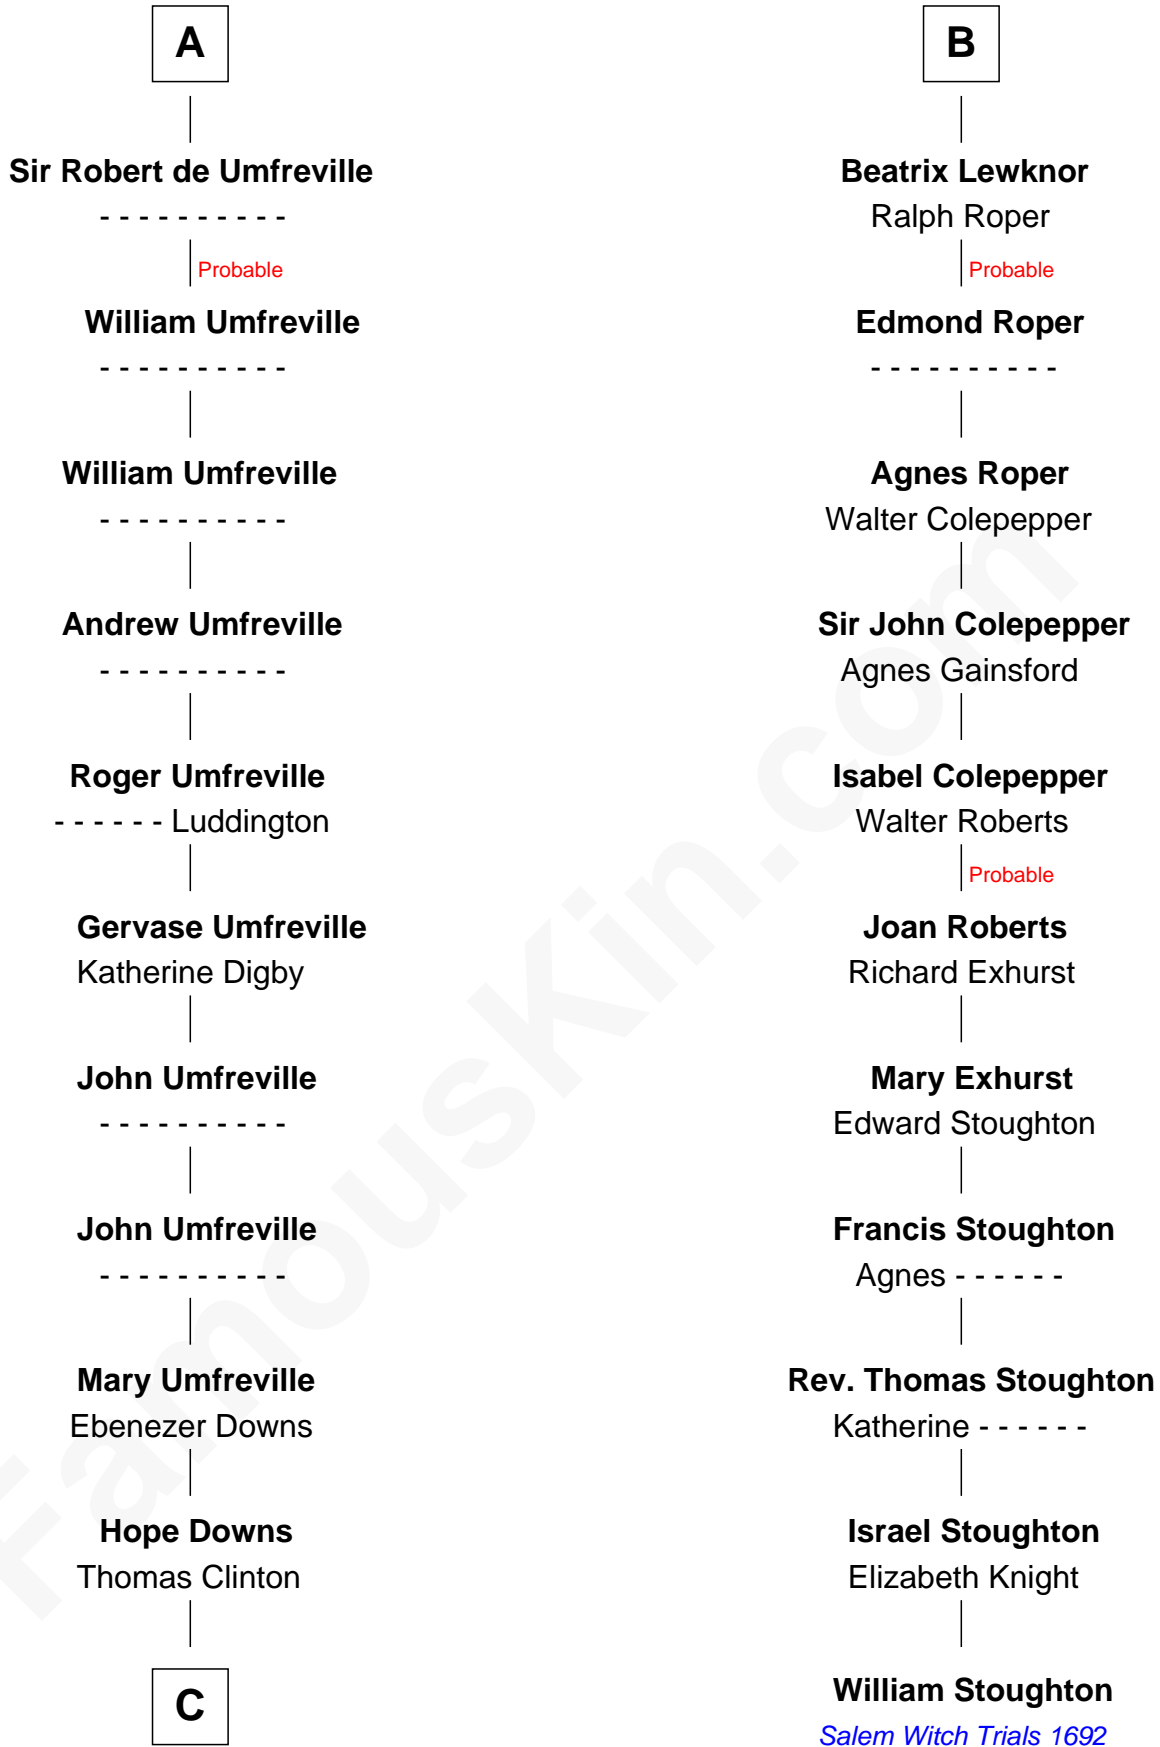 A
Sir Robert de Umfreville
- - - - - - - - - -
Probable
William Umfreville
- - - - - - - - - -
William Umfreville
- - - - - - - - - -
Andrew Umfreville
- - - - - - - - - -
Roger Umfreville
- - - - - - Luddington
Gervase Umfreville
Katherine Digby
John Umfreville
- - - - - - - - - -
John Umfreville
- - - - - - - - - -
Mary Umfreville
Ebenezer Downs
Hope Downs
Thomas Clinton
C
B
Beatrix Lewknor
Ralph Roper
Probable
Edmond Roper
- - - - - - - - - -
Agnes Roper
Walter Colepepper
Sir John Colepepper
Agnes Gainsford
Isabel Colepepper
Walter Roberts
Probable
Joan Roberts
Richard Exhurst
Mary Exhurst
Edward Stoughton
Francis Stoughton
Agnes - - - - - -
Rev. Thomas Stoughton
Katherine - - - - - -
Israel Stoughton
Elizabeth Knight
William Stoughton
Salem Witch Trials 1692
FamousKin.com